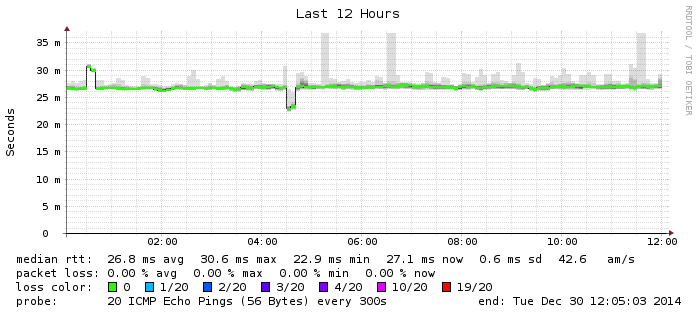 Last 12 Hours
RRDTOOL / TOBI OETIKER
Seconds
35 m
30 m
25 m
20 m
15 m
10 m
5 m
0
02:00 04:00 06:00 08:00 10:00 12:00
median rtt: 26.8 ms avg 30.6 ms max 22.9 ms min 27.1 ms now 0.6 ms sd 42.6 am/s
packet loss: 0.00 % avg 0.00 % max 0.00 % min 0.00 % now
loss color: 0 1/20 2/20 3/20 4/20 10/20 19/20
probe: 20 ICMP Echo Pings (56 Bytes) every 300s end: Tue Dec 30 12:05:03 2014